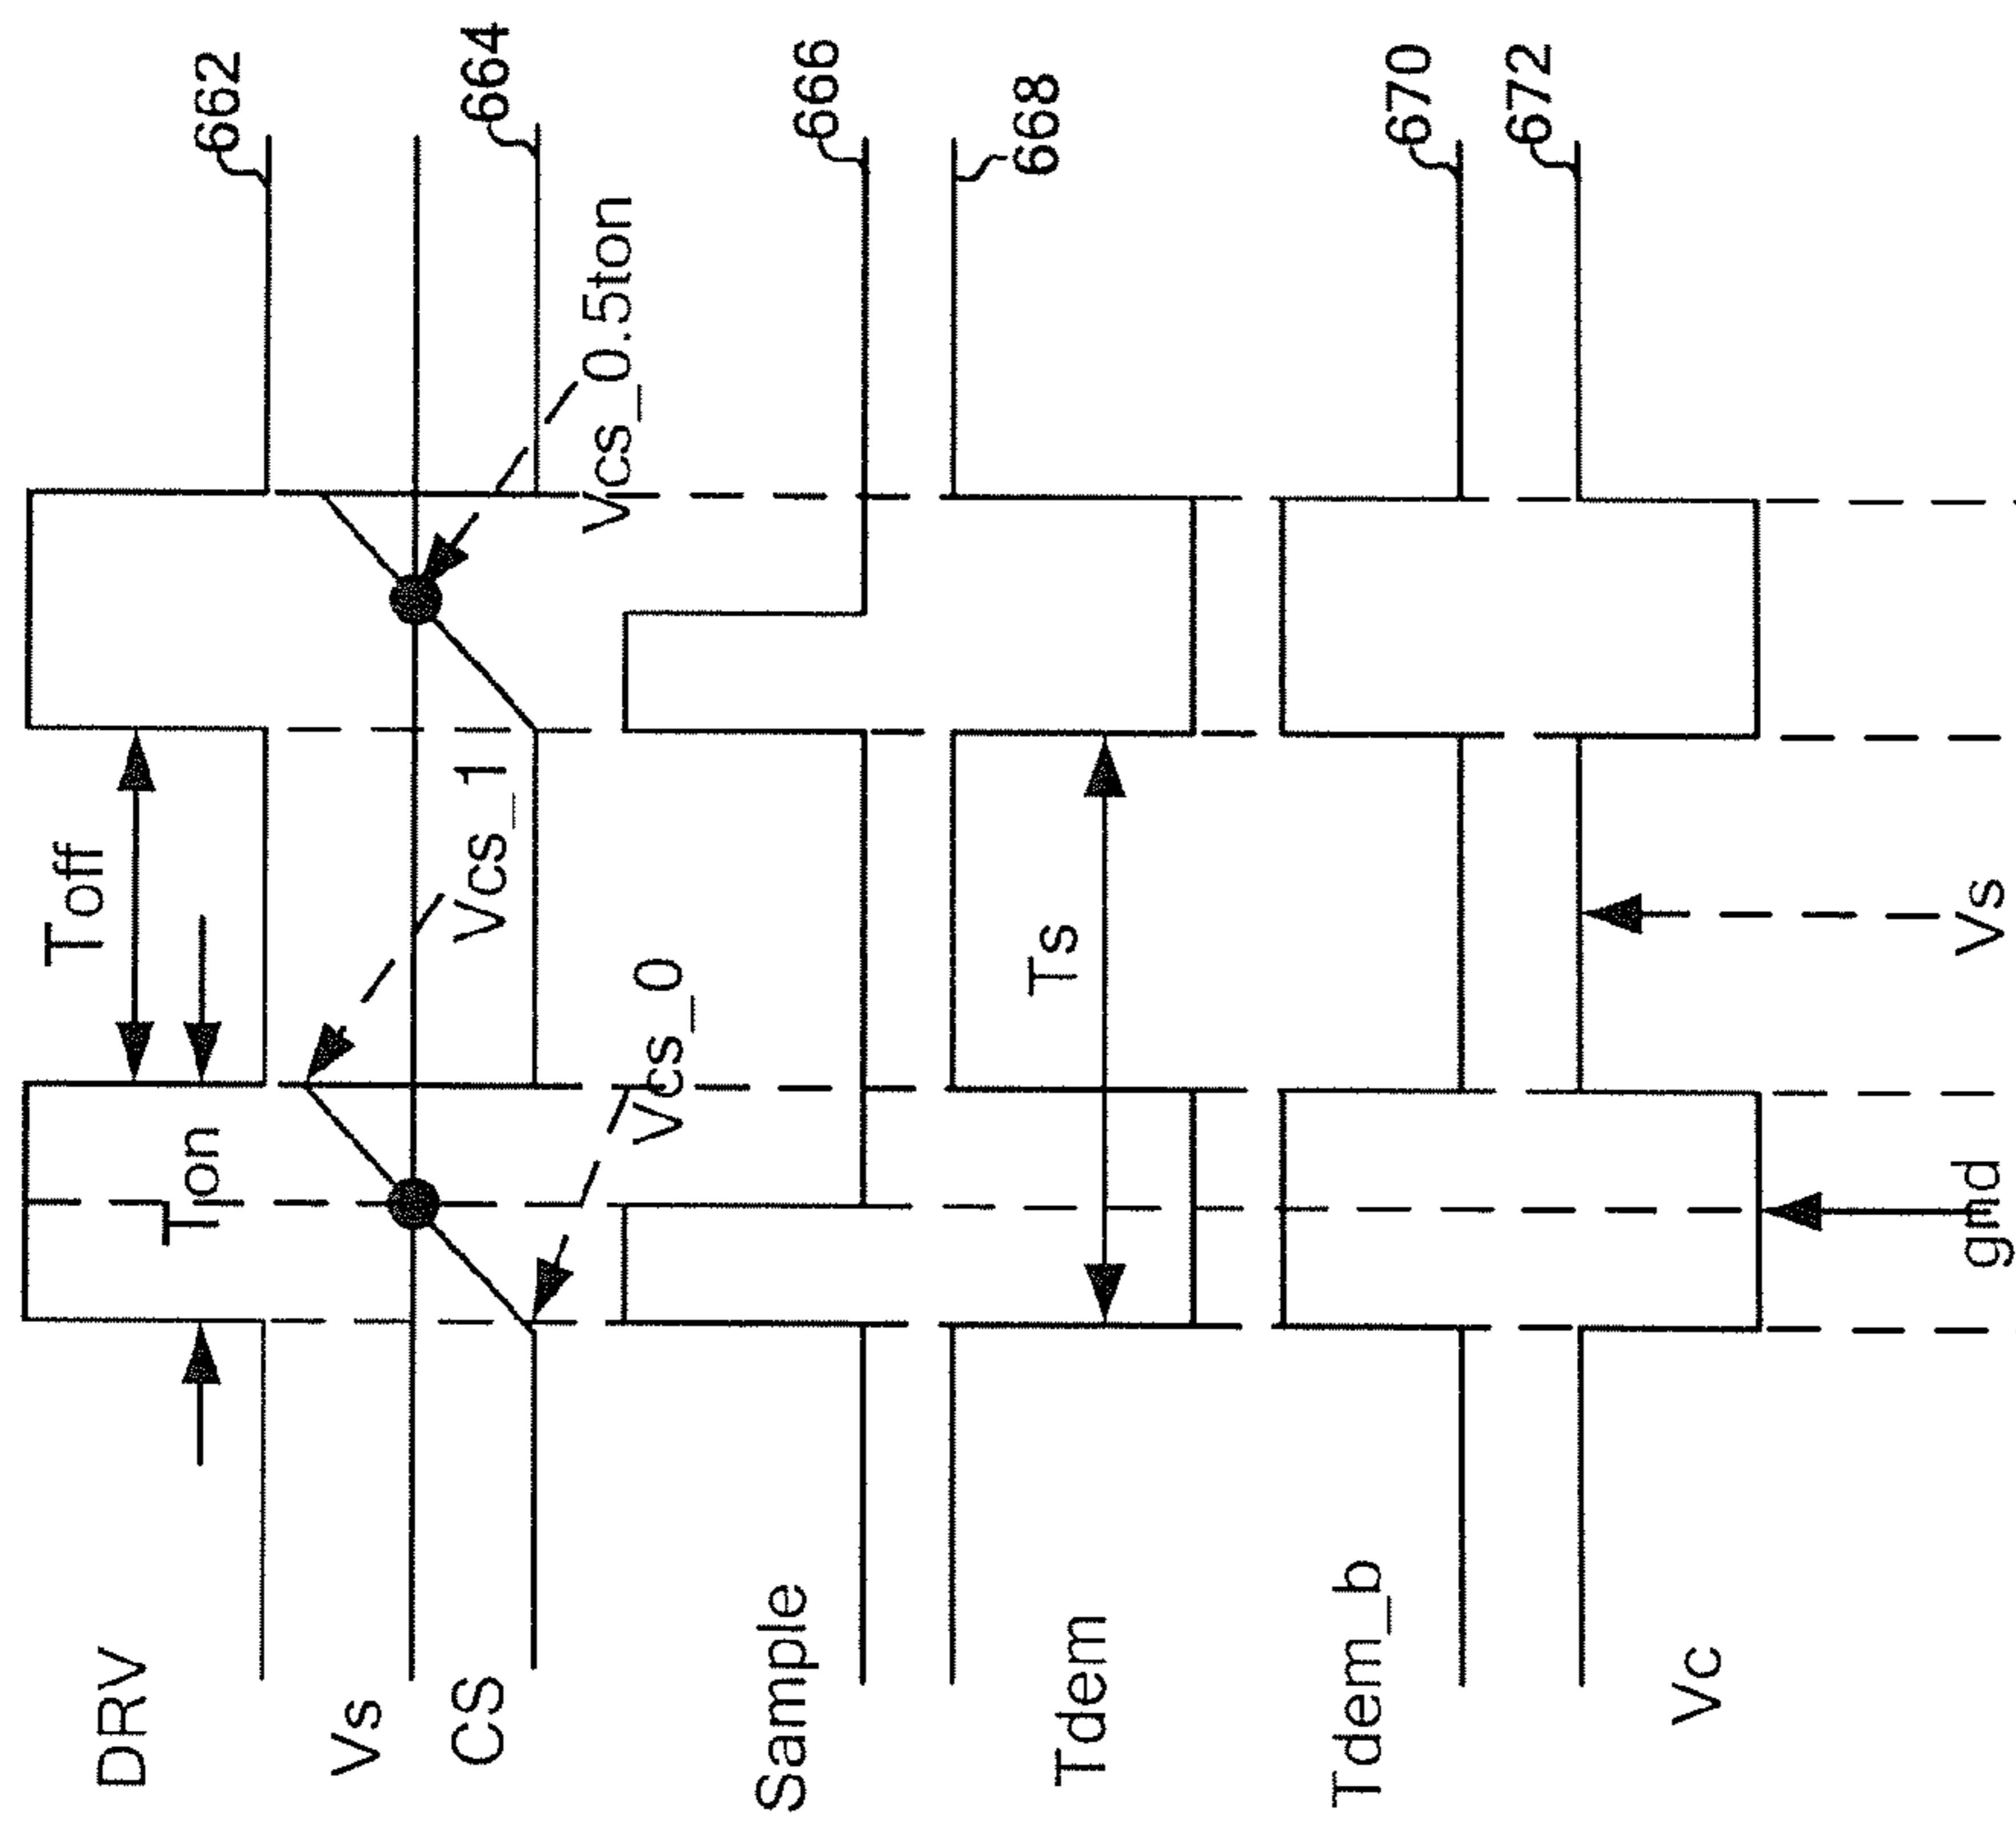 DRV
Ton
Toff
662
Vs
CS
Vcs_1
664
Vcs_0
Vcs_0.5ton
Sample
666
Tdem
Ts
668
Tdem_b
670
Vc
672
gnd
Vs